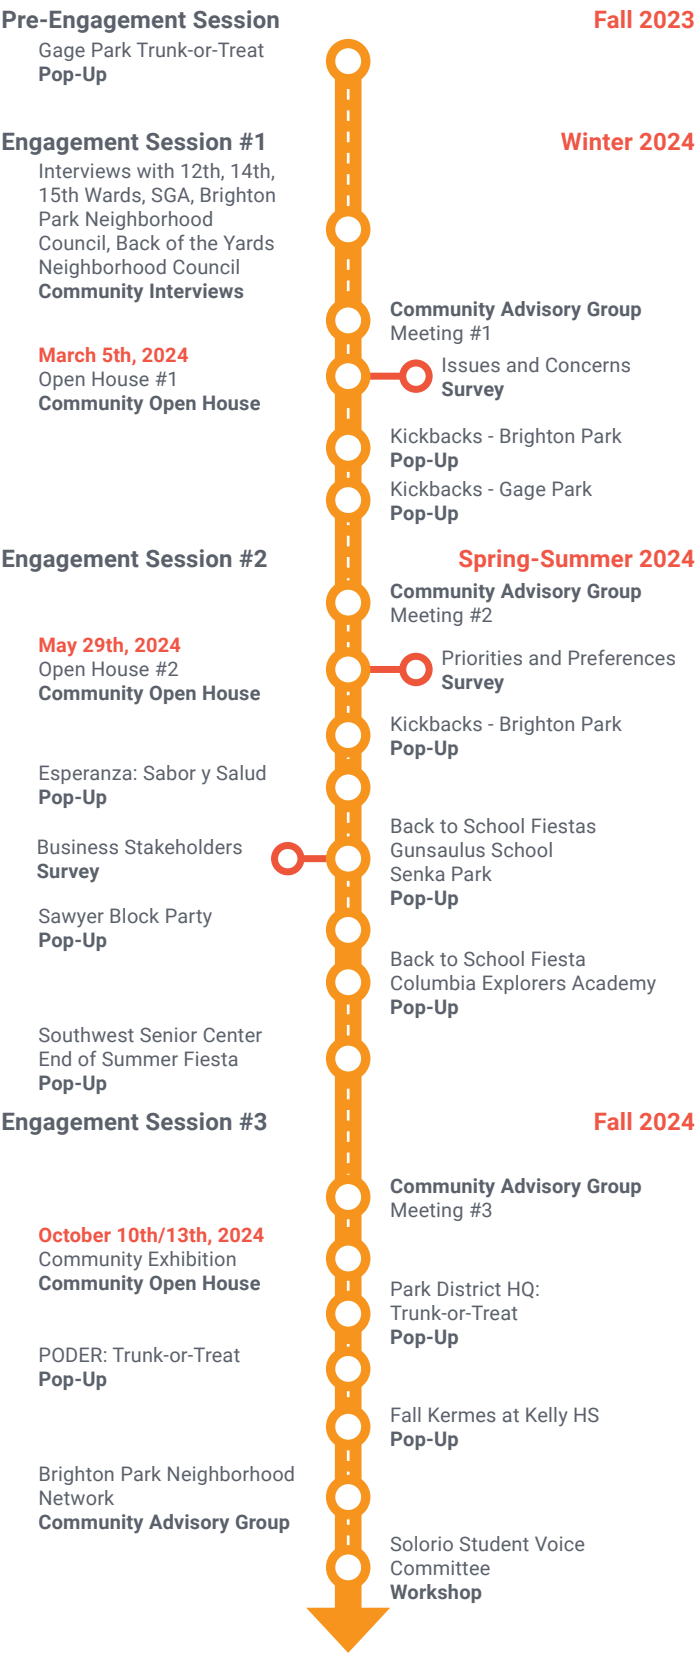 Pre-Engagement Session
Fall 2023
Gage Park Trunk-or-Treat
Pop-Up
Engagement Session #1
Winter 2024
Interviews with 12th, 14th,
15th Wards, SGA, Brighton
Park Neighborhood
Council, Back of the Yards
Neighborhood Council
Community Interviews
Community Advisory Group
Meeting #1
March 5th, 2024
Open House #1
Community Open House
Issues and Concerns
Survey
Kickbacks - Brighton Park
Pop-Up
Kickbacks - Gage Park
Pop-Up
Engagement Session #2
Spring-Summer 2024
Community Advisory Group
Meeting #2
May 29th, 2024
Open House #2
Community Open House
Priorities and Preferences
Survey
Kickbacks - Brighton Park
Pop-Up
Esperanza: Sabor y Salud
Pop-Up
Back to School Fiestas
Gunsaulus School
Senka Park
Pop-Up
Business Stakeholders
Survey
Sawyer Block Party
Pop-Up
Back to School Fiesta
Columbia Explorers Academy
Pop-Up
Southwest Senior Center
End of Summer Fiesta
Pop-Up
Engagement Session #3
Fall 2024
Community Advisory Group
Meeting #3
October 10th/13th, 2024
Community Exhibition
Community Open House
Park District HQ:
Trunk-or-Treat
Pop-Up
PODER: Trunk-or-Treat
Pop-Up
Fall Kermes at Kelly HS
Pop-Up
Brighton Park Neighborhood
Network
Community Advisory Group
Solorio Student Voice
Committee
Workshop